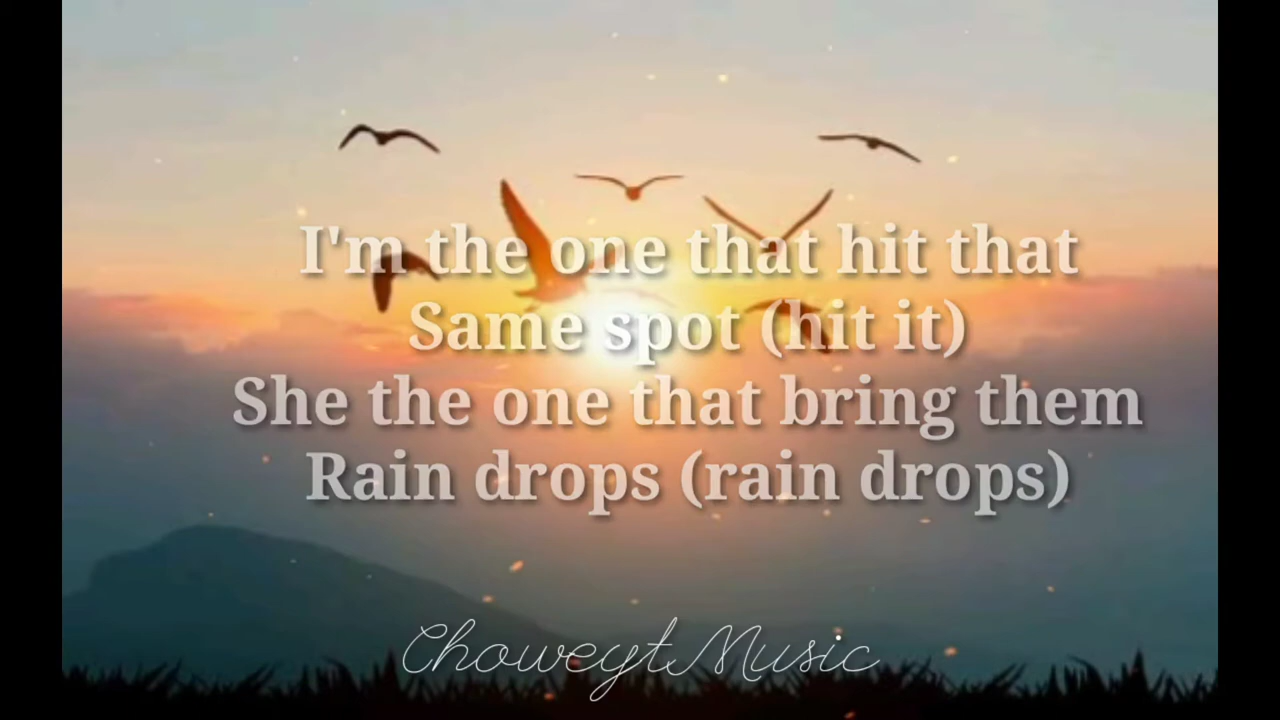 I'm the one that hit that
Same spot (hit it)
She the one that bring them
Rain drops (rain drops)
ChoweytMusic